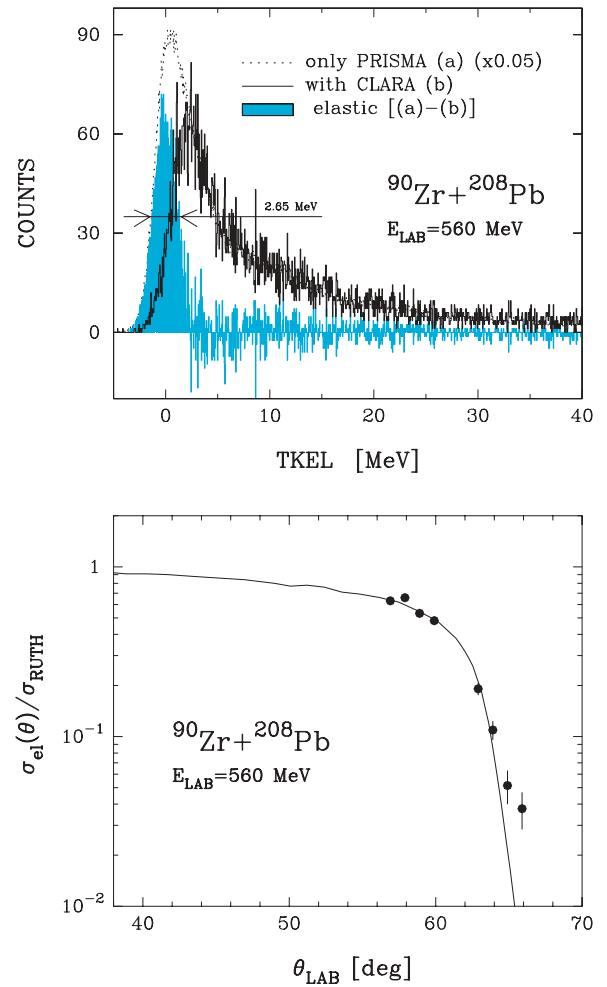 90
60
30
0
COUNTS
only PRISMA (a) (x0.05)
with CLARA (b)
elastic [(a)−(b)]
⁹⁰Zr+²⁰⁸Pb
E_LAB=560 MeV
2.65 MeV
0 10 20 30 40
TKEL [MeV]
1
10⁻¹
10⁻²
σ_el(θ)/σ_RUTH
⁹⁰Zr+²⁰⁸Pb
E_LAB=560 MeV
40 50 60 70
θ_LAB [deg]